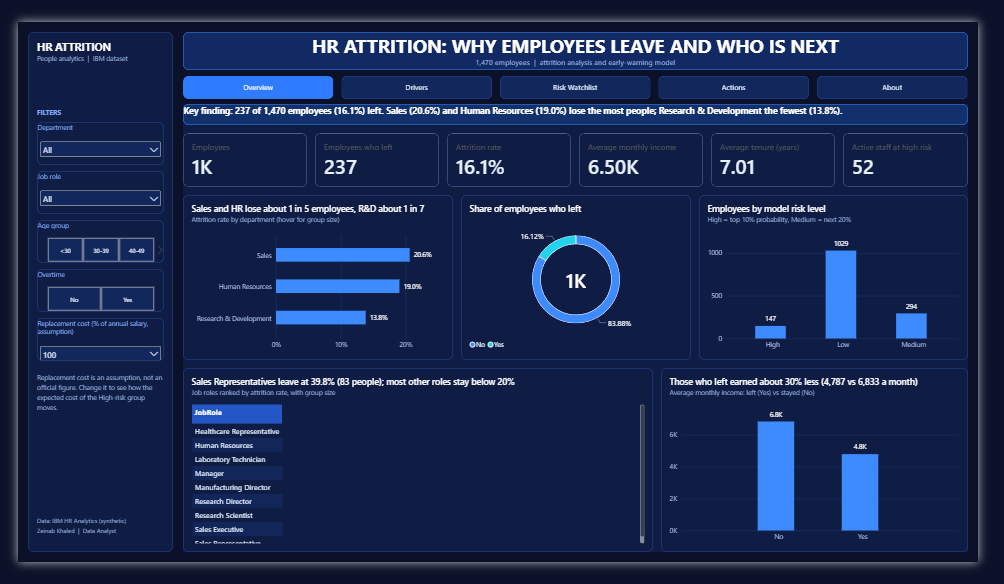 HR ATTRITION
People analytics | IBM dataset
FILTERS
Department
All
Job role
All
Age group
<30 30-39 40-49
Overtime
No Yes
Replacement cost (% of annual salary,
assumption)
100
Replacement cost is an assumption, not an
official figure. Change it to see how the
expected cost of the High-risk group
moves.
Data: IBM HR Analytics (synthetic)
Zeinab Khaled | Data Analyst
HR ATTRITION: WHY EMPLOYEES LEAVE AND WHO IS NEXT
1,470 employees | attrition analysis and early-warning model
Overview Drivers Risk Watchlist Actions About
Key finding: 237 of 1,470 employees (16.1%) left. Sales (20.6%) and Human Resources (19.0%) lose the most people; Research & Development the fewest (13.8%).
Employees
1K
Employees who left
237
Attrition rate
16.1%
Average monthly income
6.50K
Average tenure (years)
7.01
Active staff at high risk
52
Sales and HR lose about 1 in 5 employees, R&D about 1 in 7
Attrition rate by department (hover for group size)
Sales 20.6%
Human Resources 19.0%
Research & Development 13.8%
0% 10% 20%
Share of employees who left
16.12%
1K
83.88%
No Yes
Employees by model risk level
High = top 10% probability, Medium = next 20%
1000
500
0
147 1029 294
High Low Medium
Sales Representatives leave at 39.8% (83 people); most other roles stay below 20%
Job roles ranked by attrition rate, with group size
JobRole
Healthcare Representative
Human Resources
Laboratory Technician
Manager
Manufacturing Director
Research Director
Research Scientist
Sales Executive
Sales Representative
Those who left earned about 30% less (4,787 vs 6,833 a month)
Average monthly income: left (Yes) vs stayed (No)
6K
4K
2K
0K
6.8K 4.8K
No Yes